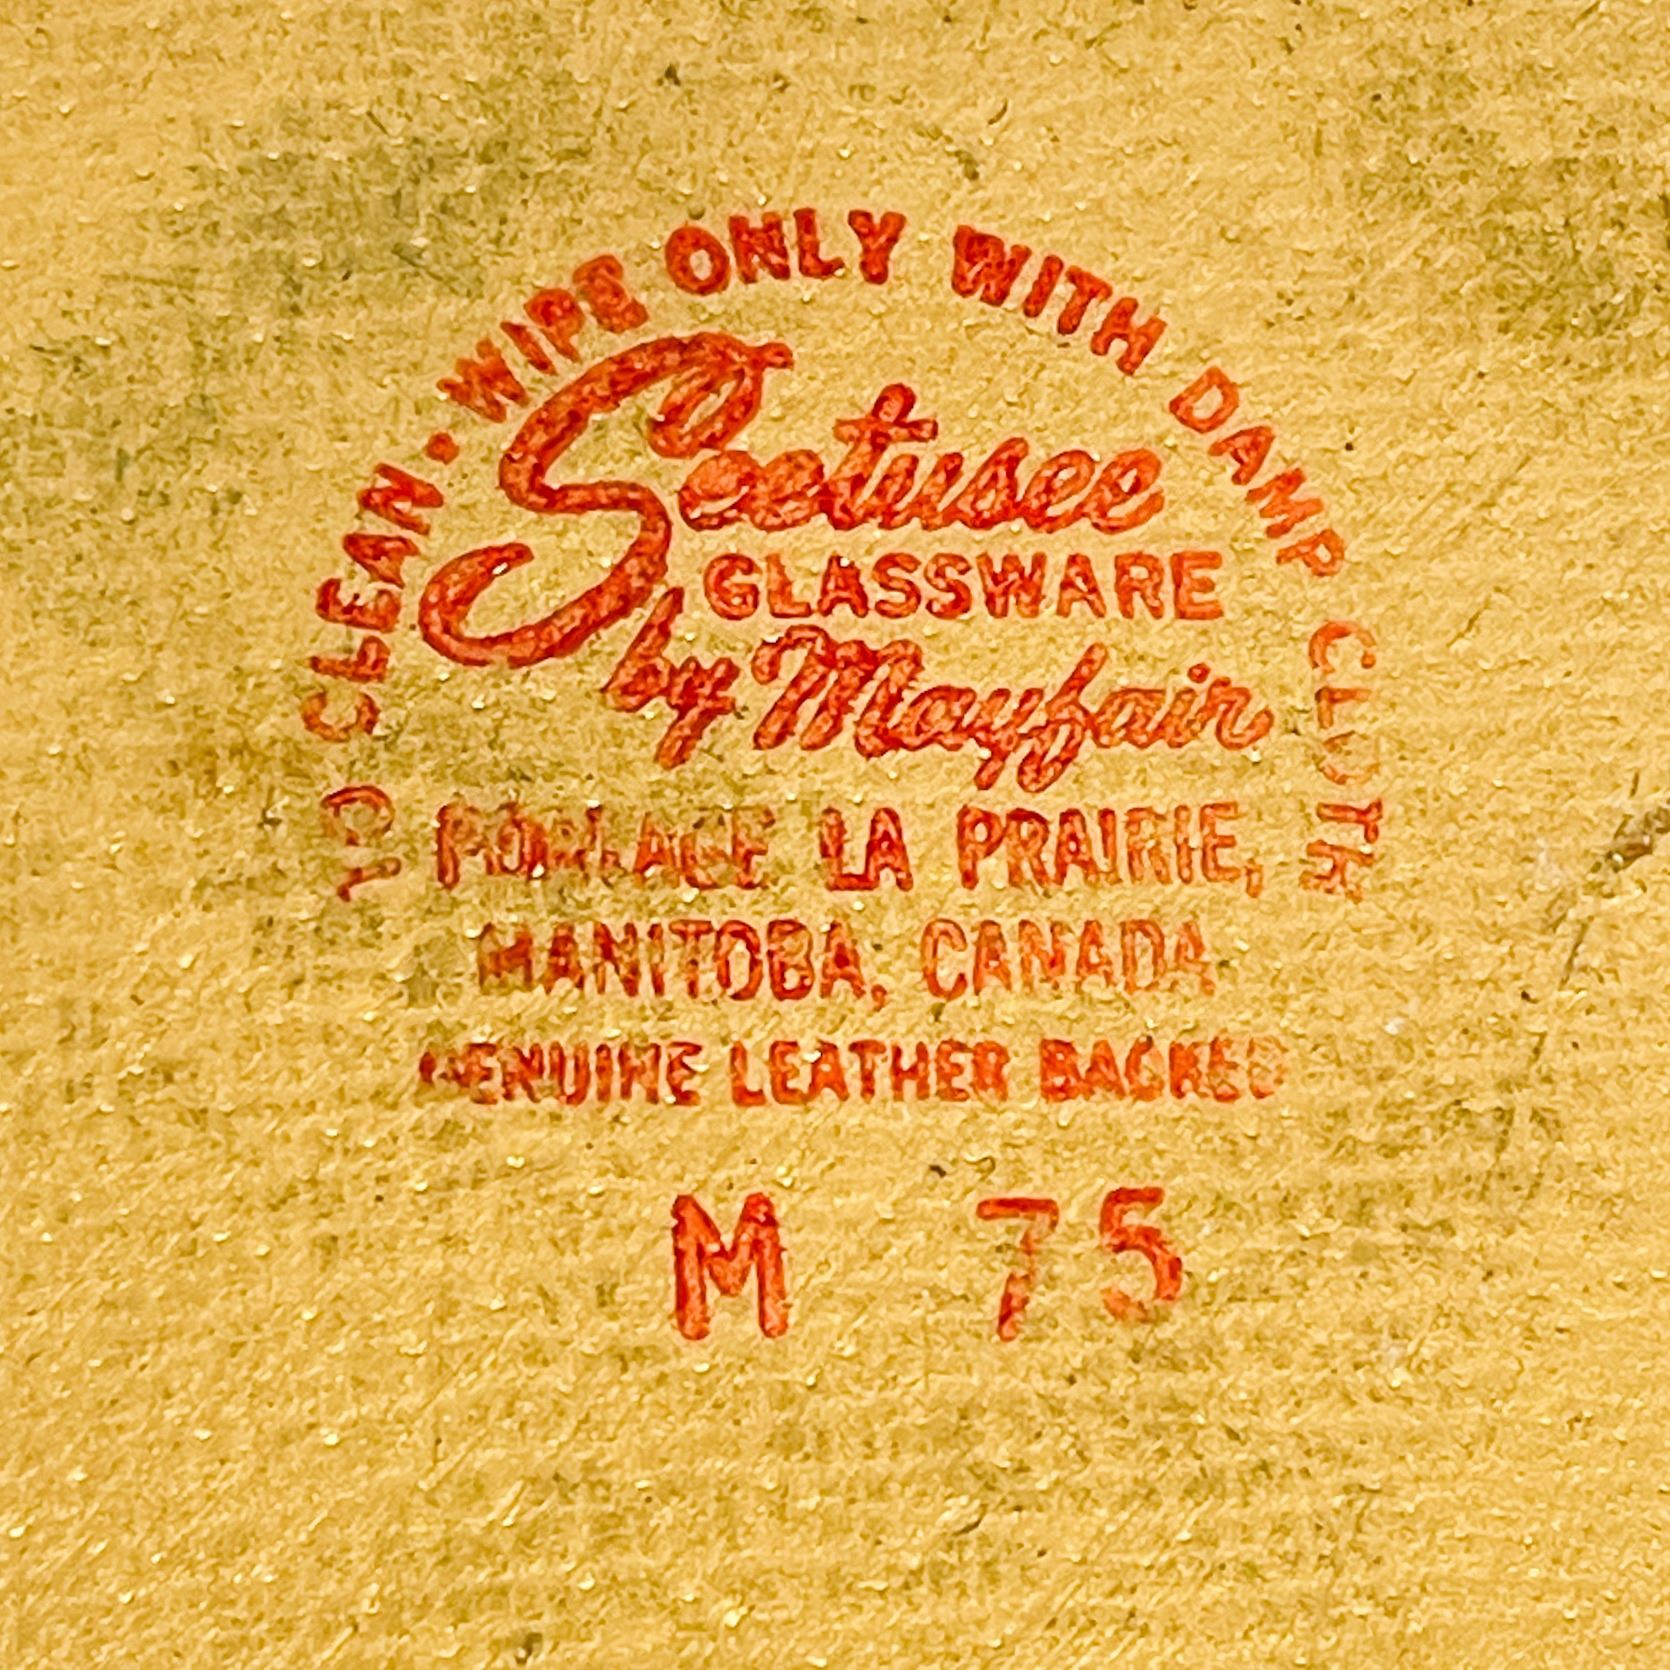 TO CLEAN • WIPE ONLY WITH DAMP CLOTH
Seetusee
GLASSWARE
by Mayfair
PORTAGE LA PRAIRIE,
MANITOBA, CANADA
GENUINE LEATHER BACKED
M 75